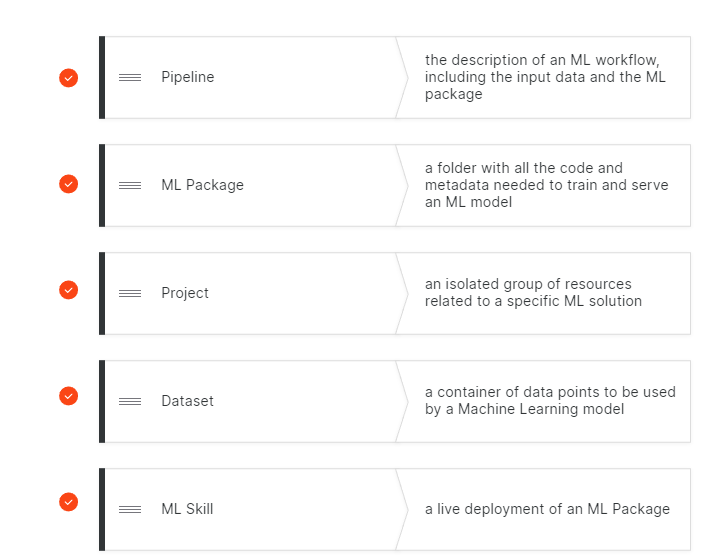 Pipeline
the description of an ML workflow,
including the input data and the ML
package
ML Package
a folder with all the code and
metadata needed to train and serve
an ML model
Project
an isolated group of resources
related to a specific ML solution
Dataset
a container of data points to be used
by a Machine Learning model
ML Skill
a live deployment of an ML Package